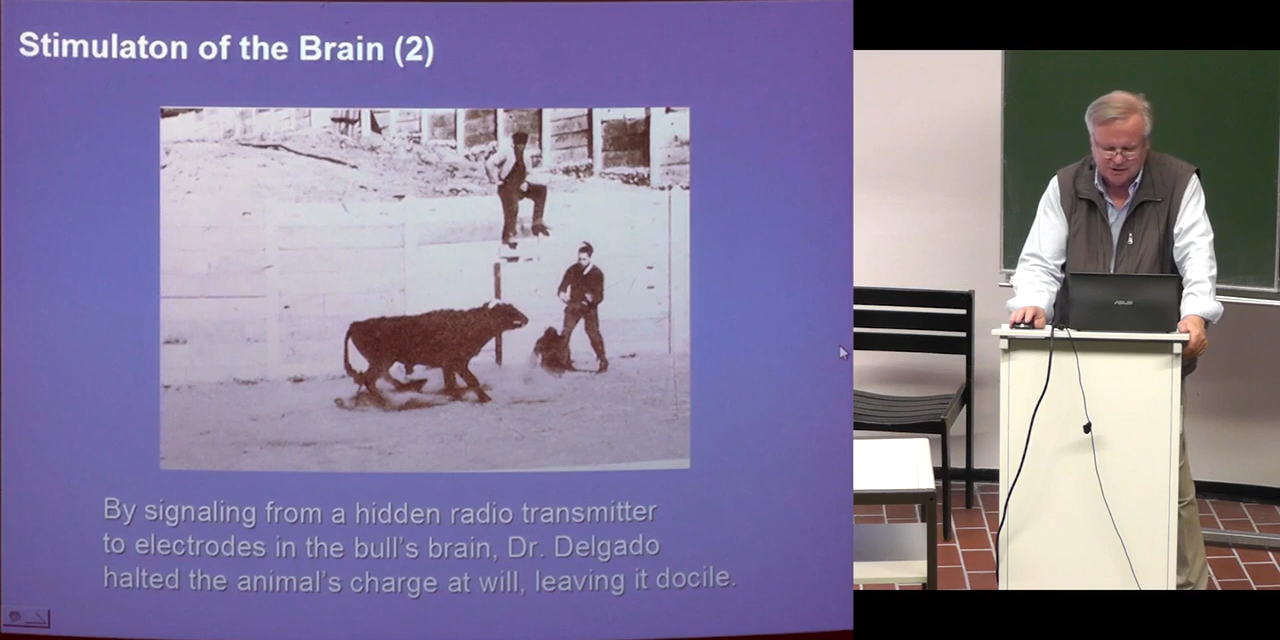 Stimulaton of the Brain (2)
By signaling from a hidden radio transmitter
to electrodes in the bull's brain, Dr. Delgado
halted the animal's charge at will, leaving it docile.
ASUS